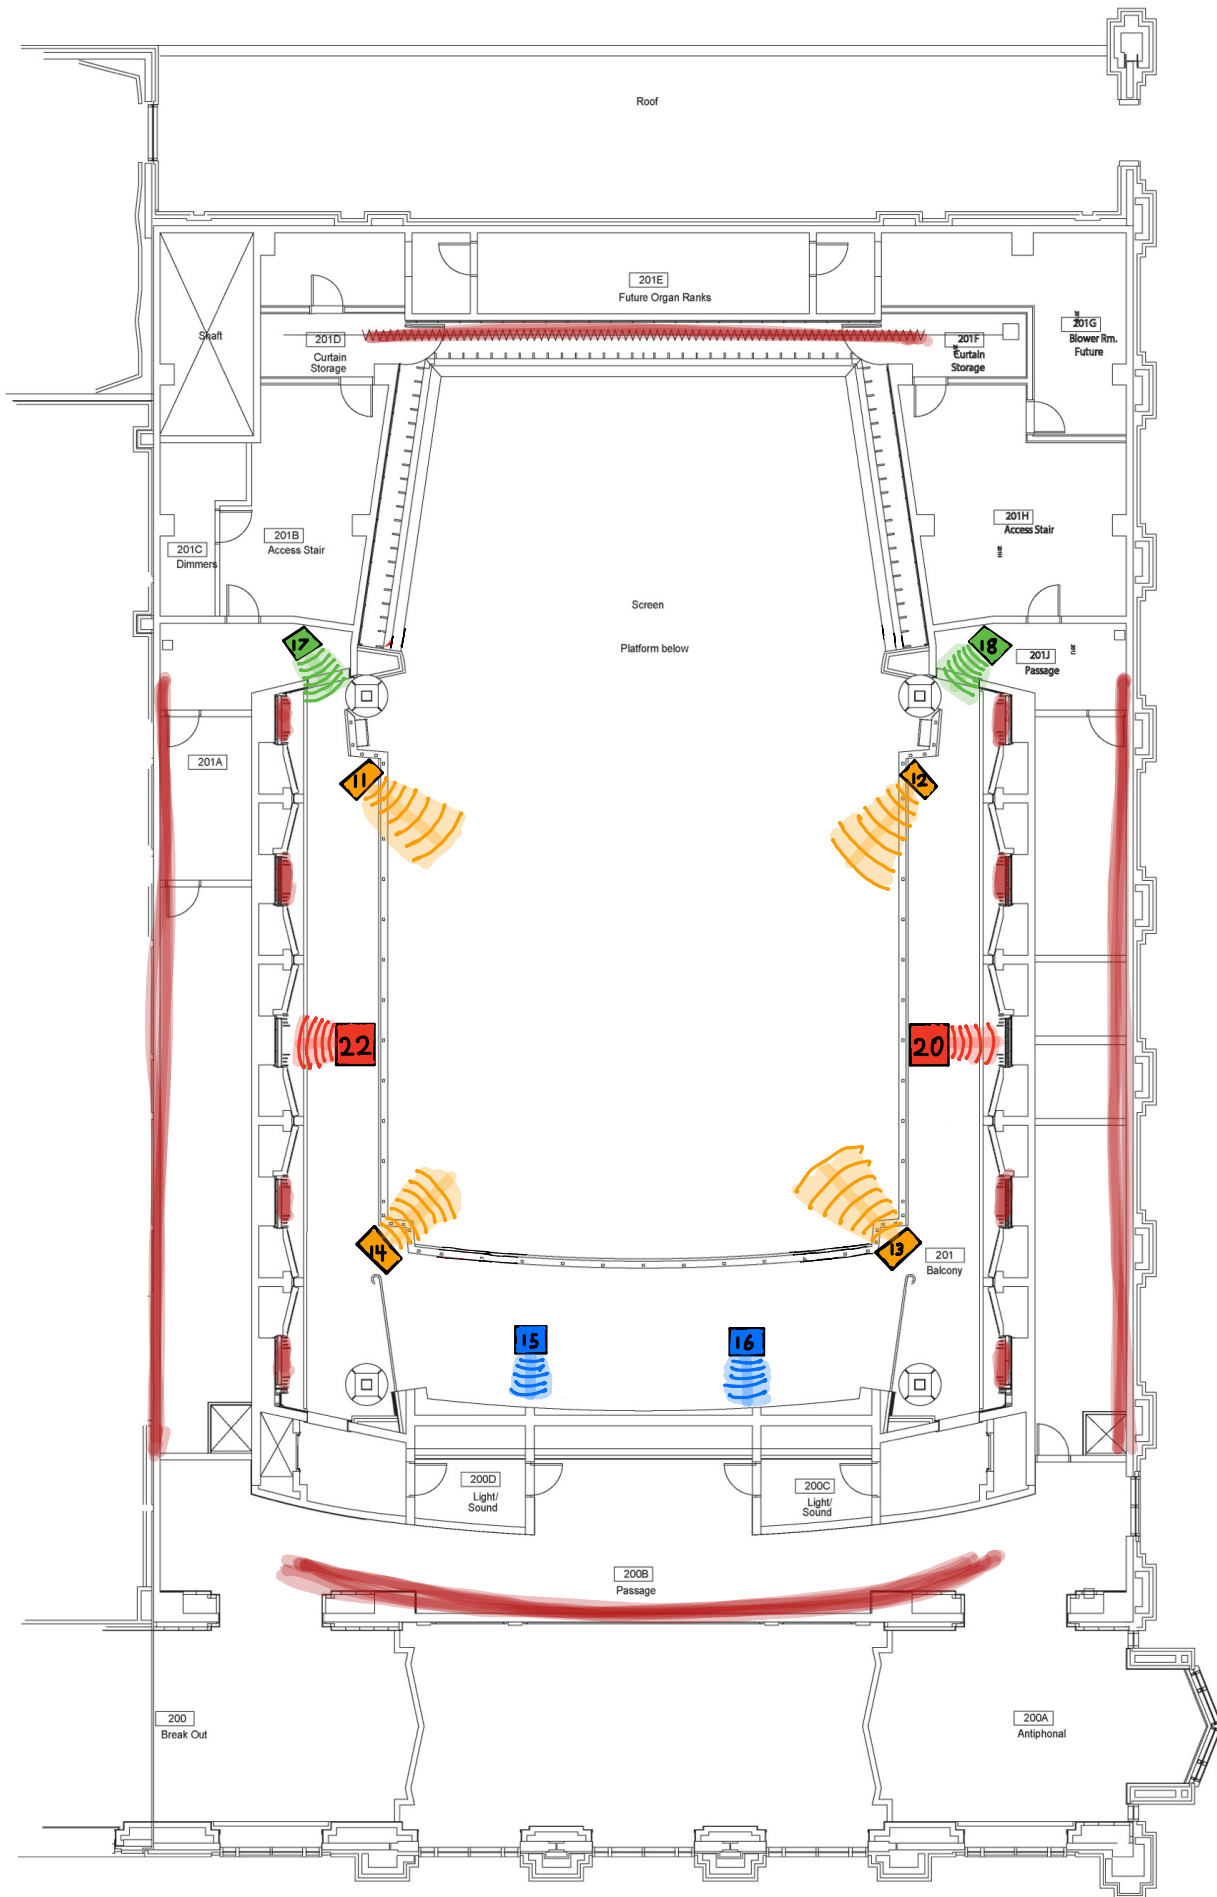 Roof
201E
Future Organ Ranks
Shaft
201D
Curtain
Storage
201F
Curtain
Storage
201G
Blower Rm.
Future
201C
Dimmers
201B
Access Stair
201H
Access Stair
Screen
Platform below
17
18
201J
Passage
201A
11
12
22
20
14
13
201
Balcony
15
16
200D
Light/
Sound
200C
Light/
Sound
200B
Passage
200
Break Out
200A
Antiphonal